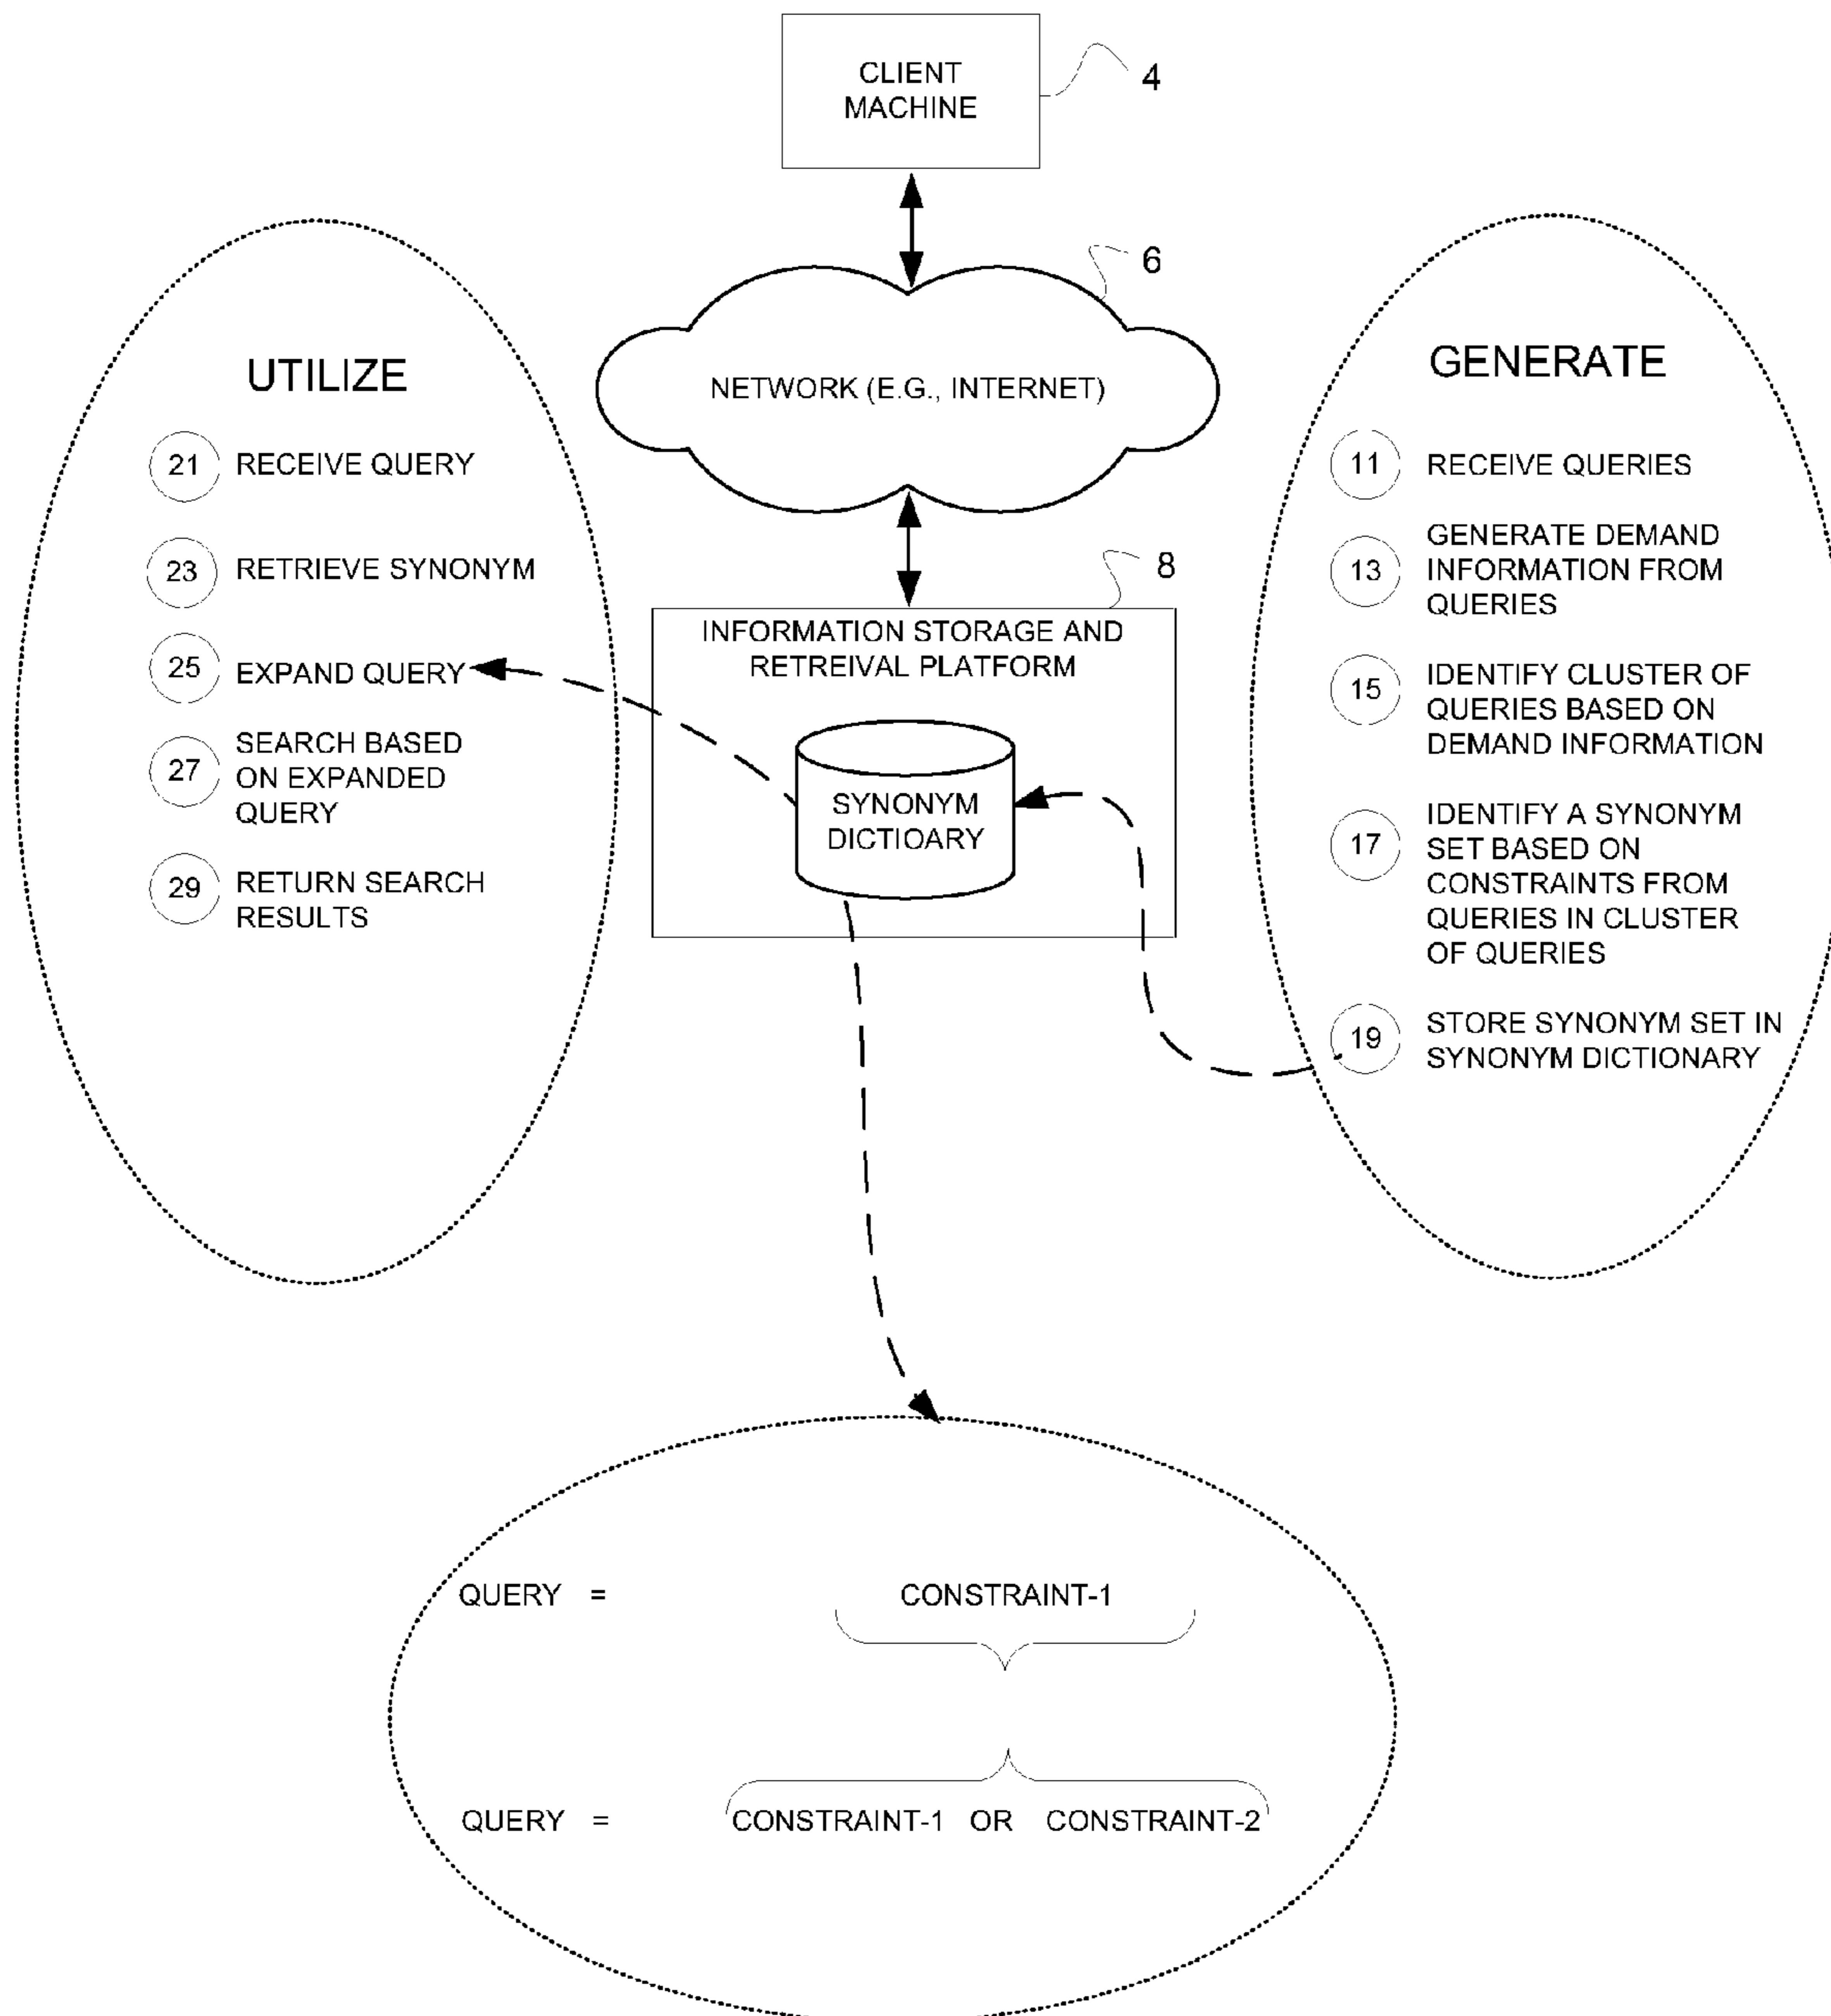 CLIENT
MACHINE
4
6
NETWORK (E.G., INTERNET)
8
INFORMATION STORAGE AND
RETREIVAL PLATFORM
SYNONYM
DICTIOARY
UTILIZE
21 RECEIVE QUERY
23 RETRIEVE SYNONYM
25 EXPAND QUERY
27 SEARCH BASED
ON EXPANDED
QUERY
29 RETURN SEARCH
RESULTS
GENERATE
11 RECEIVE QUERIES
13 GENERATE DEMAND
INFORMATION FROM
QUERIES
15 IDENTIFY CLUSTER OF
QUERIES BASED ON
DEMAND INFORMATION
17 IDENTIFY A SYNONYM
SET BASED ON
CONSTRAINTS FROM
QUERIES IN CLUSTER
OF QUERIES
19 STORE SYNONYM SET IN
SYNONYM DICTIONARY
QUERY = CONSTRAINT-1
QUERY = CONSTRAINT-1 OR CONSTRAINT-2